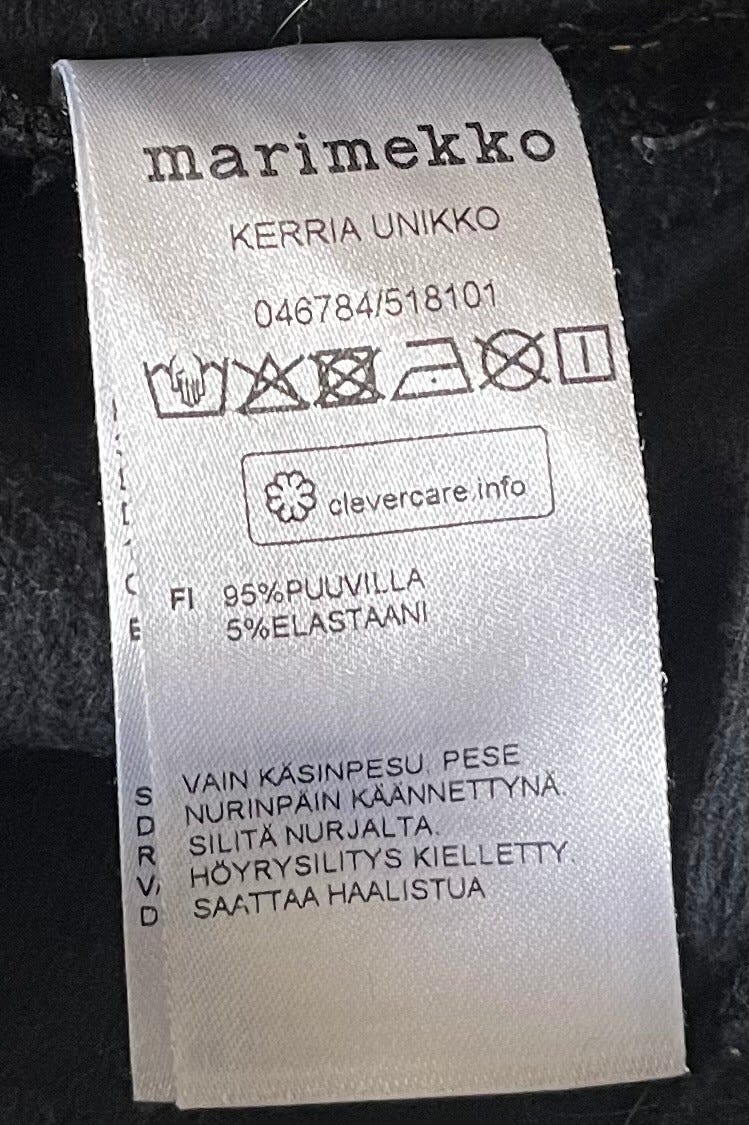 marimekko
KERRIA UNIKKO
046784/518101
clevercare.info
FI 95%PUUVILLA
5%ELASTAANI
VAIN KÄSINPESU. PESE
NURINPÄIN KÄÄNNETTYNÄ.
SILITÄ NURJALTA.
HÖYRYSILITYS KIELLETTY.
SAATTAA HAALISTUA